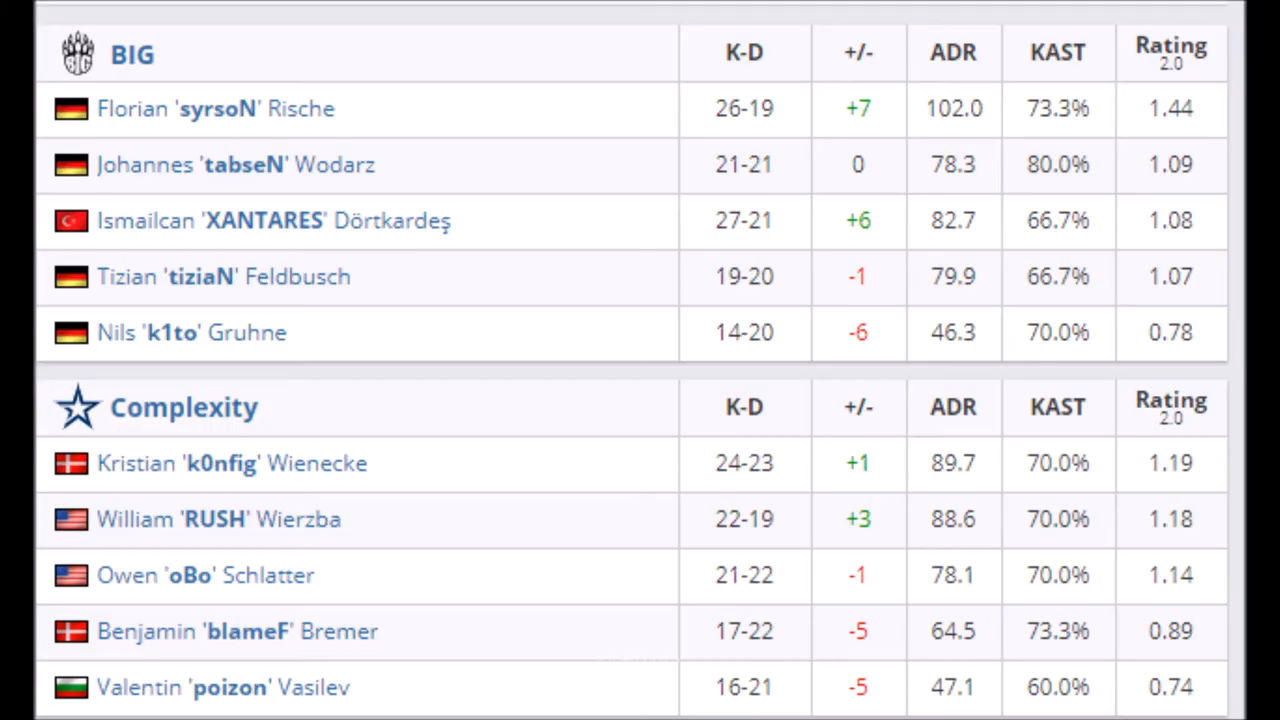 BIG K-D +/- ADR KAST Rating 2.0
Florian 'syrsoN' Rische 26-19 +7 102.0 73.3% 1.44
Johannes 'tabseN' Wodarz 21-21 0 78.3 80.0% 1.09
Ismailcan 'XANTARES' Dörtkardeş 27-21 +6 82.7 66.7% 1.08
Tizian 'tiziaN' Feldbusch 19-20 -1 79.9 66.7% 1.07
Nils 'k1to' Gruhne 14-20 -6 46.3 70.0% 0.78
Complexity K-D +/- ADR KAST Rating 2.0
Kristian 'k0nfig' Wienecke 24-23 +1 89.7 70.0% 1.19
William 'RUSH' Wierzba 22-19 +3 88.6 70.0% 1.18
Owen 'oBo' Schlatter 21-22 -1 78.1 70.0% 1.14
Benjamin 'blameF' Bremer 17-22 -5 64.5 73.3% 0.89
Valentin 'poizon' Vasilev 16-21 -5 47.1 60.0% 0.74